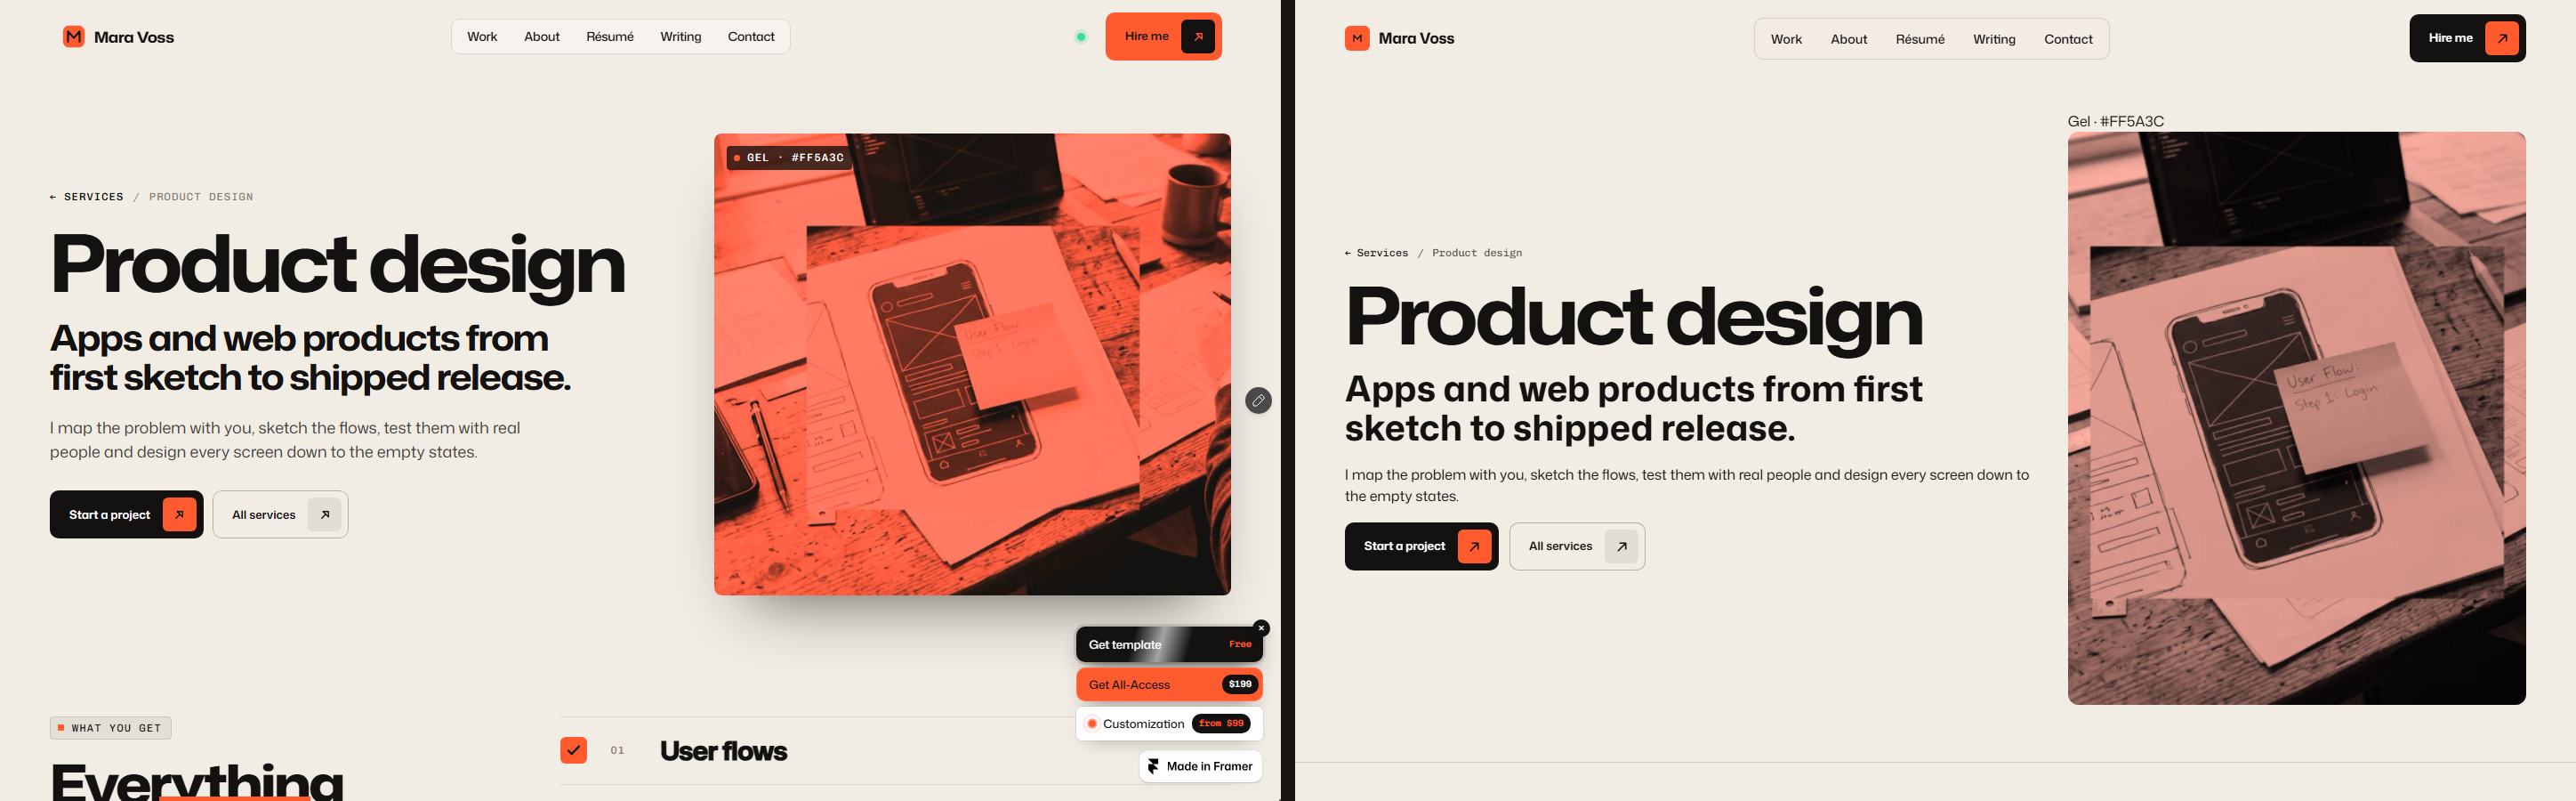 Mara Voss
Work About Résumé Writing Contact
Hire me
GEL · #FF5A3C
← SERVICES / PRODUCT DESIGN
Product design
Apps and web products from
first sketch to shipped release.
I map the problem with you, sketch the flows, test them with real
people and design every screen down to the empty states.
Start a project
All services
User Flow
Step 1: Login
Get template Free
Get All-Access $199
Customization from $99
Made in Framer
WHAT YOU GET
Everything
01 User flows
Mara Voss
Work About Résumé Writing Contact
Hire me
Gel · #FF5A3C
← Services / Product design
Product design
Apps and web products from first
sketch to shipped release.
I map the problem with you, sketch the flows, test them with real people and design every screen down to
the empty states.
Start a project
All services
User Flow:
Step 1: Login